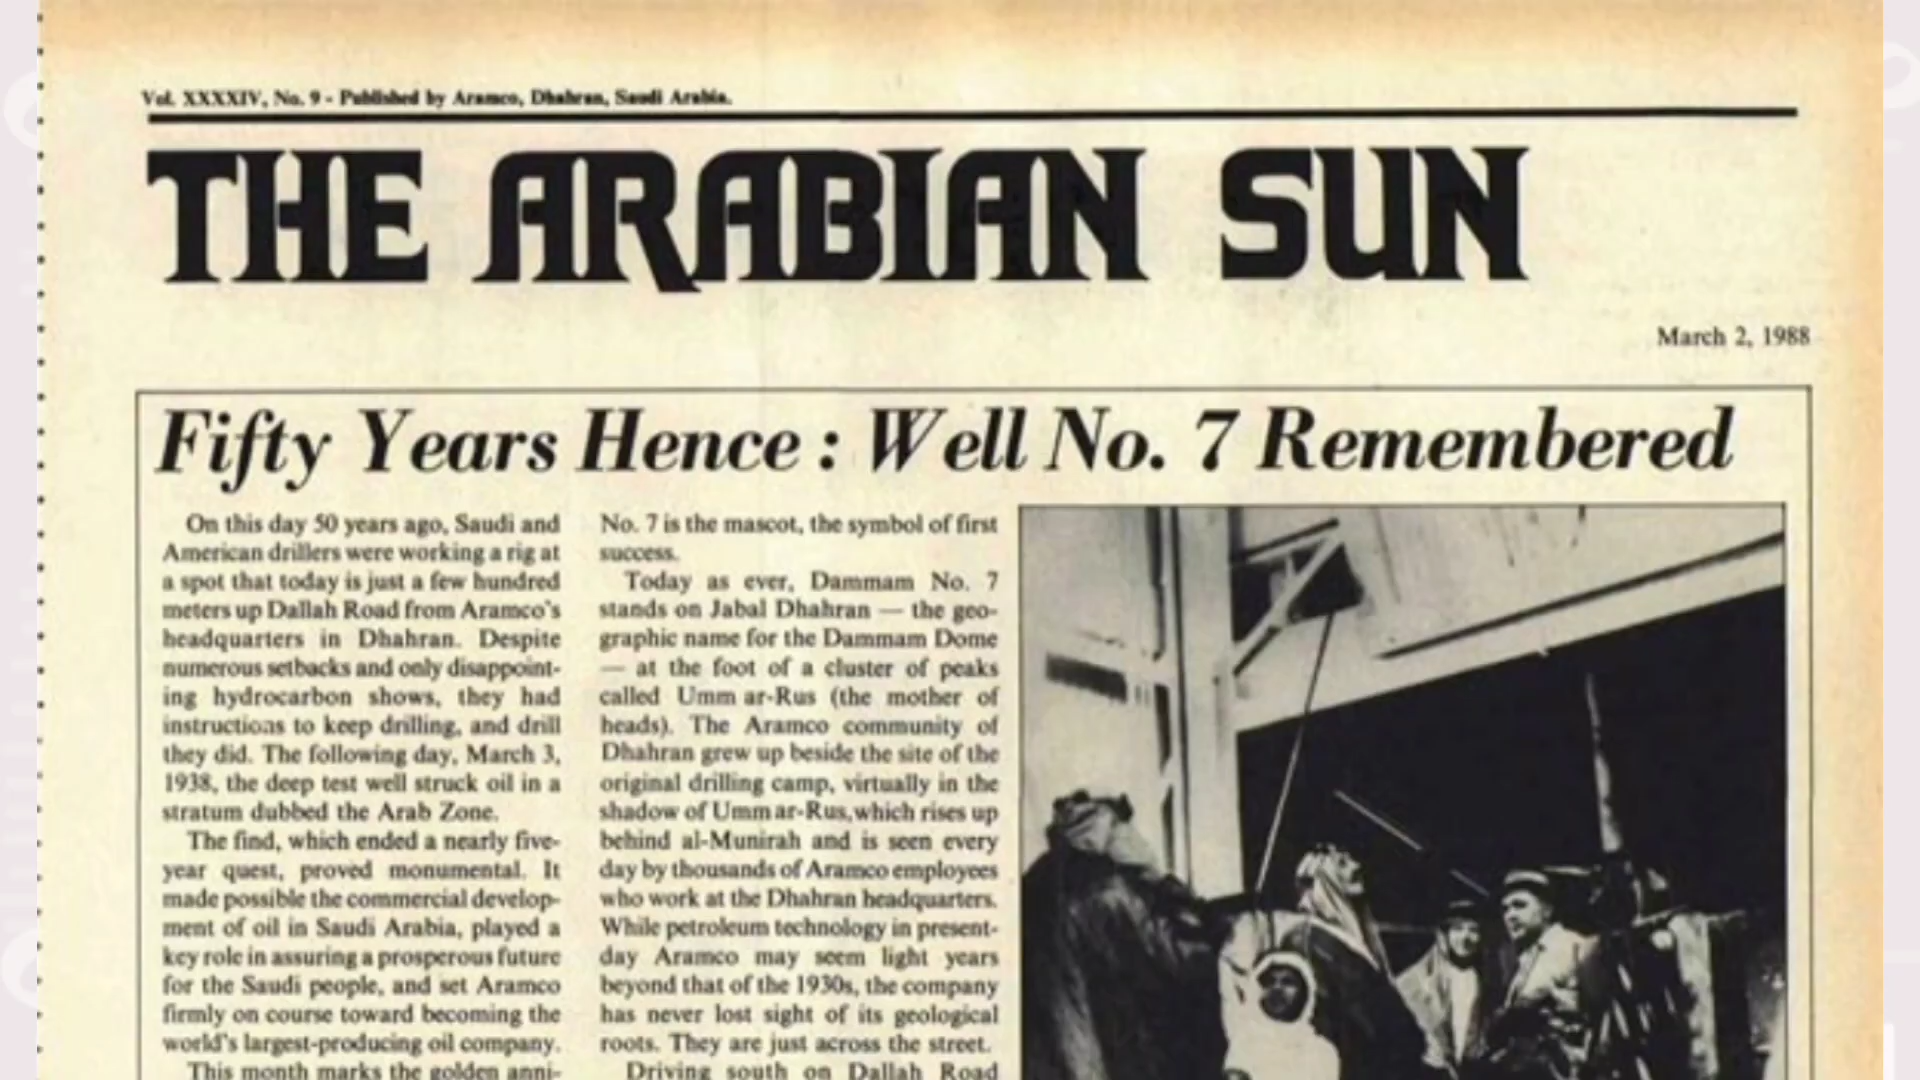 Vol. XXXXIV, No. 9 - Published by Aramco, Dhahran, Saudi Arabia.
THE ARABIAN SUN
March 2, 1988
Fifty Years Hence : Well No. 7 Remembered
On this day 50 years ago, Saudi and
American drillers were working a rig at
a spot that today is just a few hundred
meters up Dallah Road from Aramco's
headquarters in Dhahran. Despite
numerous setbacks and only disappoint-
ing hydrocarbon shows, they had
instructions to keep drilling, and drill
they did. The following day, March 3,
1938, the deep test well struck oil in a
stratum dubbed the Arab Zone.
The find, which ended a nearly five-
year quest, proved monumental. It
made possible the commercial develop-
ment of oil in Saudi Arabia, played a
key role in assuring a prosperous future
for the Saudi people, and set Aramco
firmly on course toward becoming the
world's largest-producing oil company.
This month marks the golden anni-
No. 7 is the mascot, the symbol of first
success.
Today as ever, Dammam No. 7
stands on Jabal Dhahran — the geo-
graphic name for the Dammam Dome
— at the foot of a cluster of peaks
called Umm ar-Rus (the mother of
heads). The Aramco community of
Dhahran grew up beside the site of the
original drilling camp, virtually in the
shadow of Umm ar-Rus, which rises up
behind al-Munirah and is seen every
day by thousands of Aramco employees
who work at the Dhahran headquarters.
While petroleum technology in present-
day Aramco may seem light years
beyond that of the 1930s, the company
has never lost sight of its geological
roots. They are just across the street.
Driving south on Dallah Road